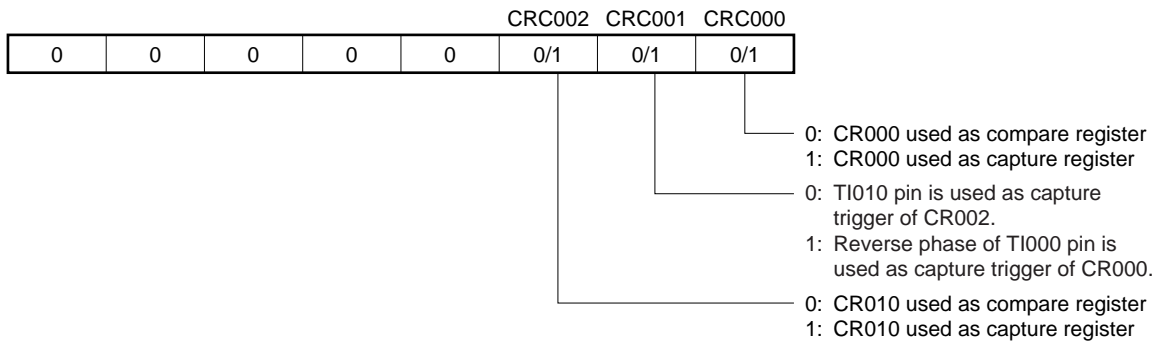 CRC002 CRC001 CRC000
0 0 0 0 0 0/1 0/1 0/1
0: CR000 used as compare register
1: CR000 used as capture register
0: TI010 pin is used as capture
trigger of CR002.
1: Reverse phase of TI000 pin is
used as capture trigger of CR000.
0: CR010 used as compare register
1: CR010 used as capture register